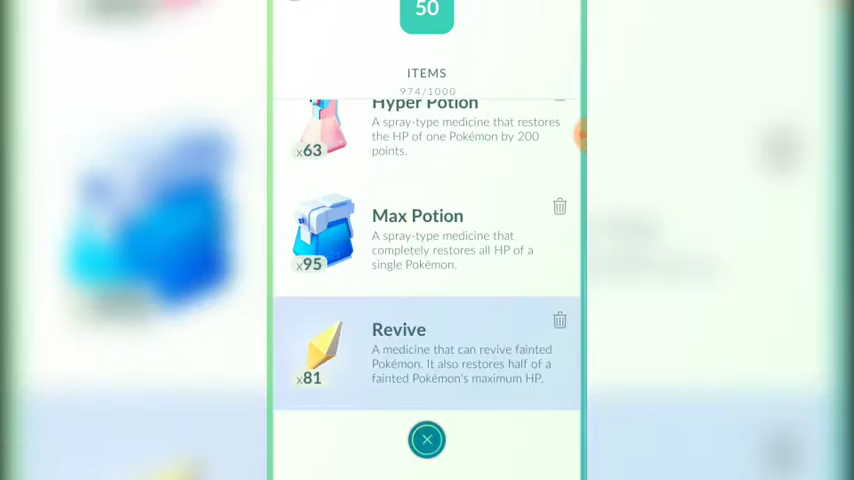 50
ITEMS
974/1000
Hyper Potion
A spray-type medicine that restores
the HP of one Pokémon by 200
points.
x63
Max Potion
A spray-type medicine that
completely restores all HP of a
single Pokémon.
x95
Revive
A medicine that can revive fainted
Pokémon. It also restores half of a
fainted Pokémon's maximum HP.
x81